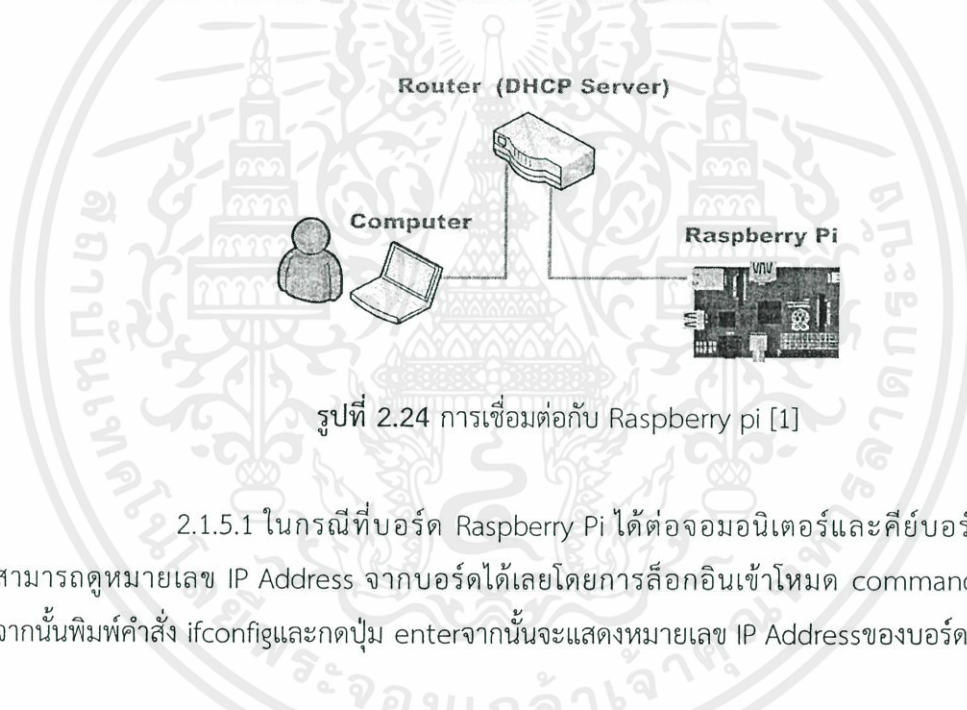 Router (DHCP Server)
Computer
Raspberry Pi
รูปที่ 2.24 การเชื่อมต่อกับ Raspberry pi [1]
2.1.5.1 ในกรณีที่บอร์ด Raspberry Pi ได้ต่อจอมอนิเตอร์และคีย์บอร์
สามารถดูหมายเลข IP Address จากบอร์ดได้เลยโดยการล็อกอินเข้าโหมด command
จากนั้นพิมพ์คำสั่ง ifconfigและกดปุ่ม enterจากนั้นจะแสดงหมายเลข IP Addressของบอร์ด